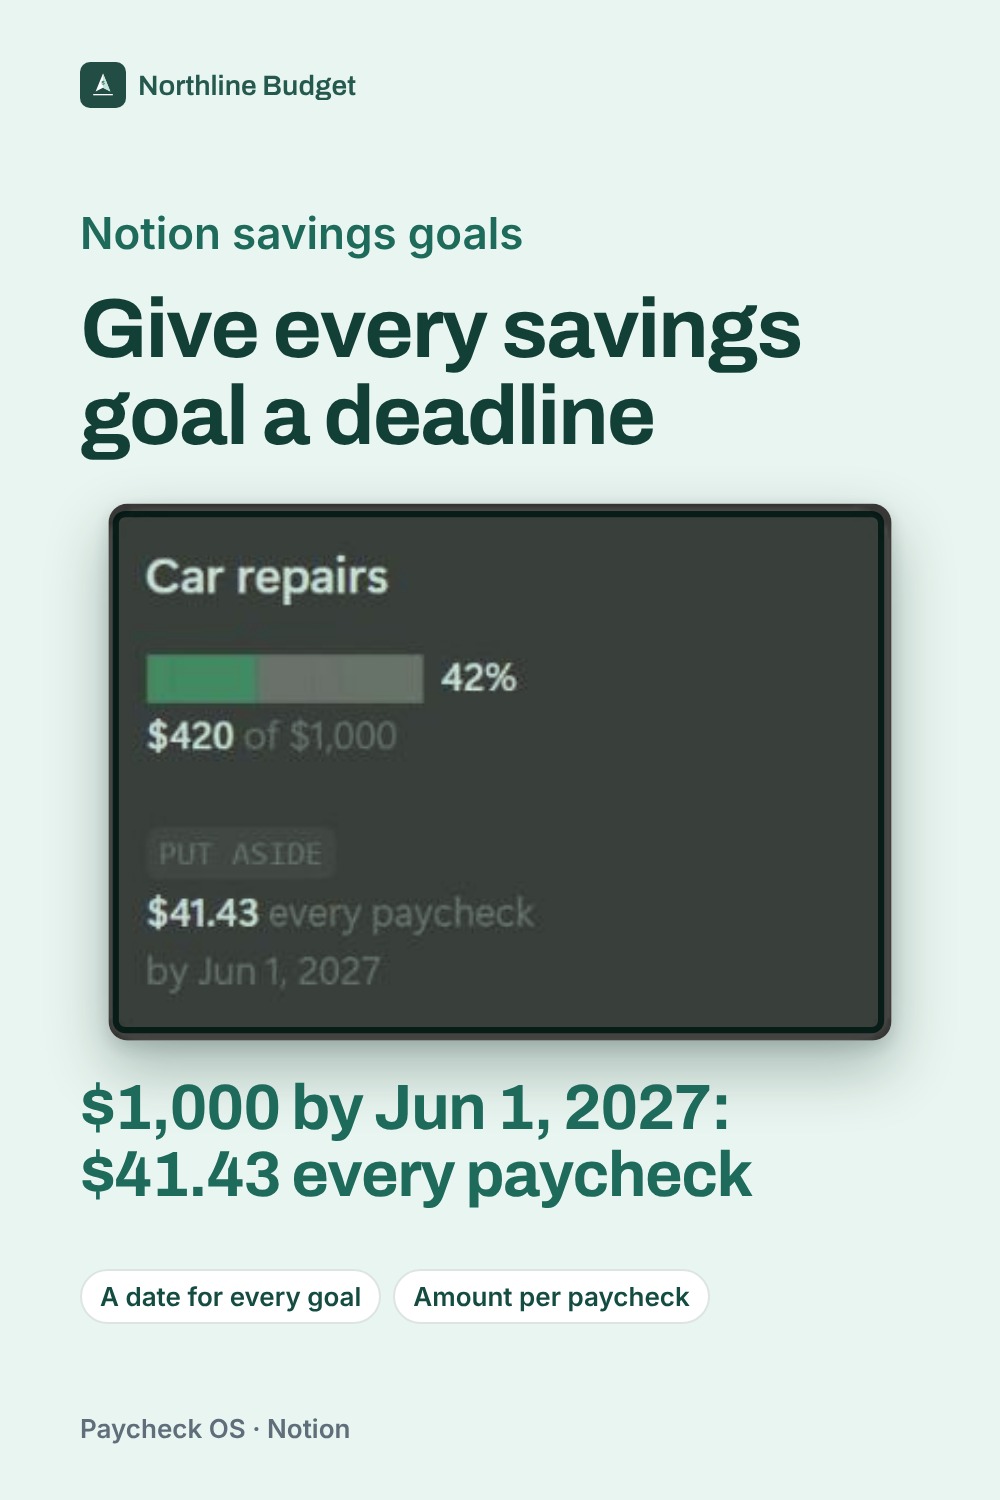 Northline Budget
Notion savings goals
Give every savings
goal a deadline
Car repairs
42%
$420 of $1,000
PUT ASIDE
$41.43 every paycheck
by Jun 1, 2027
$1,000 by Jun 1, 2027:
$41.43 every paycheck
A date for every goal
Amount per paycheck
Paycheck OS · Notion